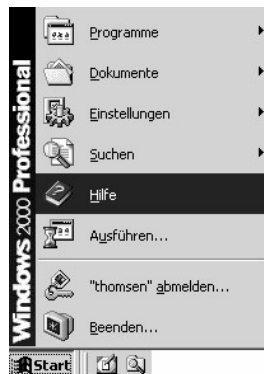 Windows 2000 Professional
Programme
Dokumente
Einstellungen
Suchen
Hilfe
Ausführen...
"thomsen" abmelden...
Beenden...
Start